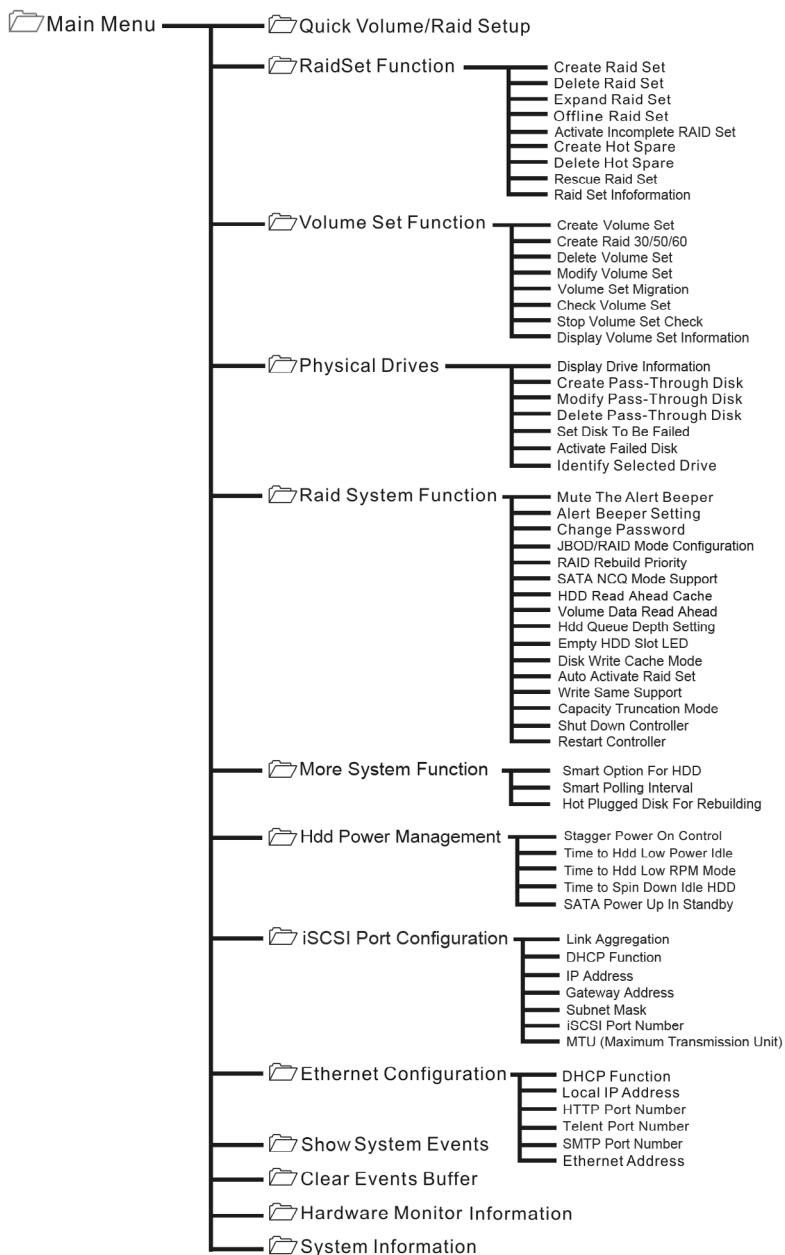 Main Menu
Quick Volume/Raid Setup
RaidSet Function
Create Raid Set
Delete Raid Set
Expand Raid Set
Offline Raid Set
Activate Incomplete RAID Set
Create Hot Spare
Delete Hot Spare
Rescue Raid Set
Raid Set Infoformation
Volume Set Function
Create Volume Set
Create Raid 30/50/60
Delete Volume Set
Modify Volume Set
Volume Set Migration
Check Volume Set
Stop Volume Set Check
Display Volume Set Information
Physical Drives
Display Drive Information
Create Pass-Through Disk
Modify Pass-Through Disk
Delete Pass-Through Disk
Set Disk To Be Failed
Activate Failed Disk
Identify Selected Drive
Raid System Function
Mute The Alert Beeper
Alert Beeper Setting
Change Password
JBOD/RAID Mode Configuration
RAID Rebuild Priority
SATA NCQ Mode Support
HDD Read Ahead Cache
Volume Data Read Ahead
Hdd Queue Depth Setting
Empty HDD Slot LED
Disk Write Cache Mode
Auto Activate Raid Set
Write Same Support
Capacity Truncation Mode
Shut Down Controller
Restart Controller
More System Function
Smart Option For HDD
Smart Polling Interval
Hot Plugged Disk For Rebuilding
Hdd Power Management
Stagger Power On Control
Time to Hdd Low Power Idle
Time to Hdd Low RPM Mode
Time to Spin Down Idle HDD
SATA Power Up In Standby
iSCSI Port Configuration
Link Aggregation
DHCP Function
IP Address
Gateway Address
Subnet Mask
iSCSI Port Number
MTU (Maximum Transmission Unit)
Ethernet Configuration
DHCP Function
Local IP Address
HTTP Port Number
Telent Port Number
SMTP Port Number
Ethernet Address
Show System Events
Clear Events Buffer
Hardware Monitor Information
System Information